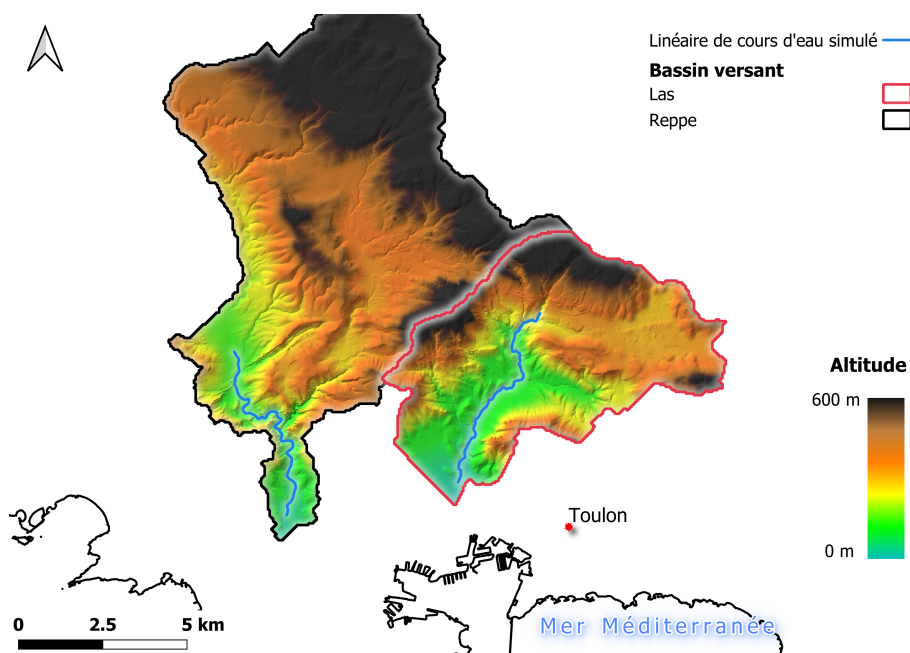 Linéaire de cours d'eau simulé
Bassin versant
Las
Reppe
Altitude
600 m
0 m
Toulon
Mer Méditerranée
0 2.5 5 km